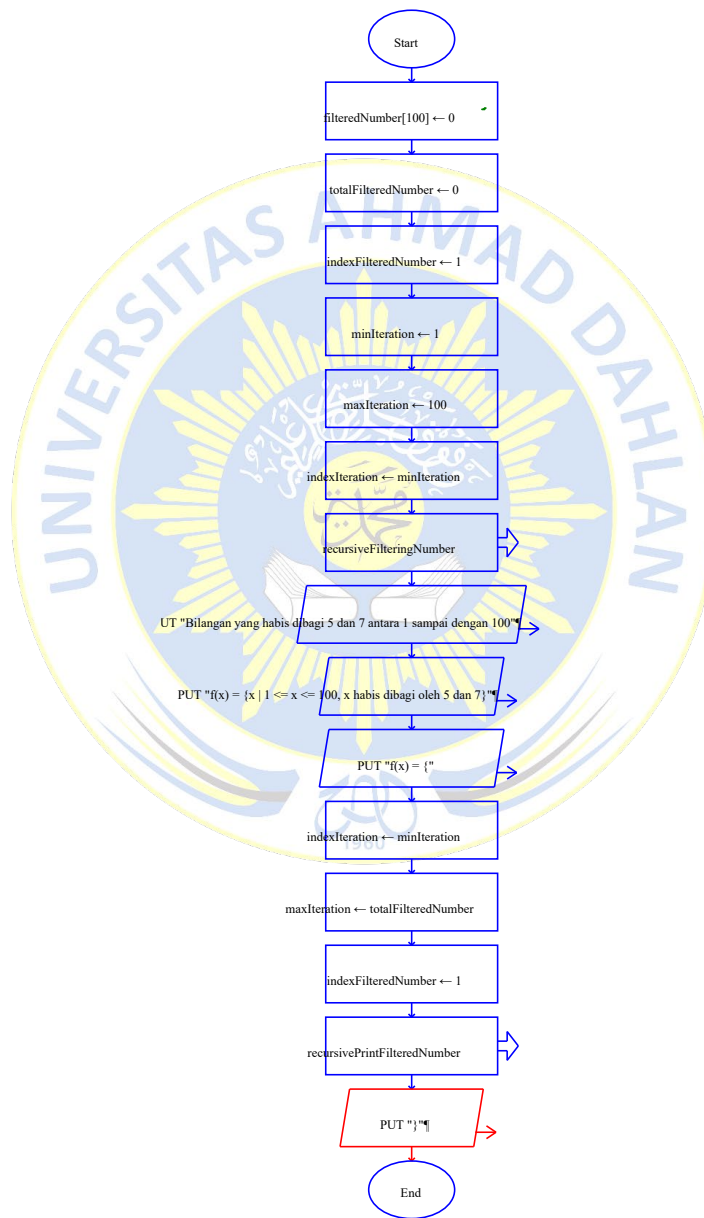 Start
filteredNumber[100] ← 0
totalFilteredNumber ← 0
indexFilteredNumber ← 1
minIteration ← 1
maxIteration ← 100
indexIteration ← minIteration
recursiveFilteringNumber
UT "Bilangan yang habis dibagi 5 dan 7 antara 1 sampai dengan 100"¶
PUT "f(x) = {x | 1 <= x <= 100, x habis dibagi oleh 5 dan 7}"¶
PUT "f(x) = {"
indexIteration ← minIteration
maxIteration ← totalFilteredNumber
indexFilteredNumber ← 1
recursivePrintFilteredNumber
PUT "}"¶
End
UNIVERSITAS AHMAD DAHLAN
1960